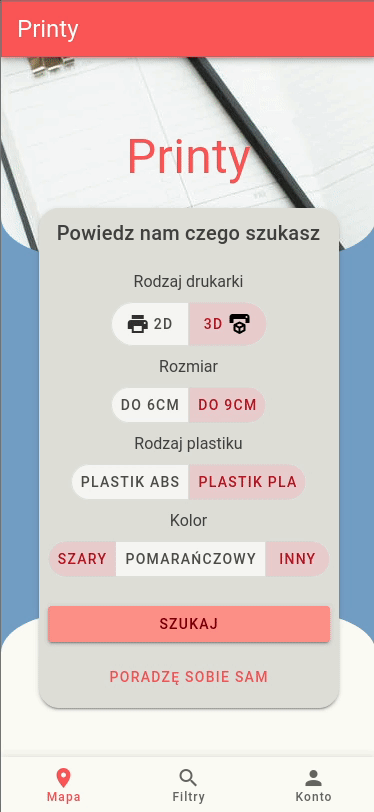 Printy
Printy
Powiedz nam czego szukasz
Rodzaj drukarki
2D 3D
Rozmiar
DO 6CM DO 9CM
Rodzaj plastiku
PLASTIK ABS PLASTIK PLA
Kolor
SZARY POMARAŃCZOWY INNY
SZUKAJ
PORADZĘ SOBIE SAM
Mapa Filtry Konto